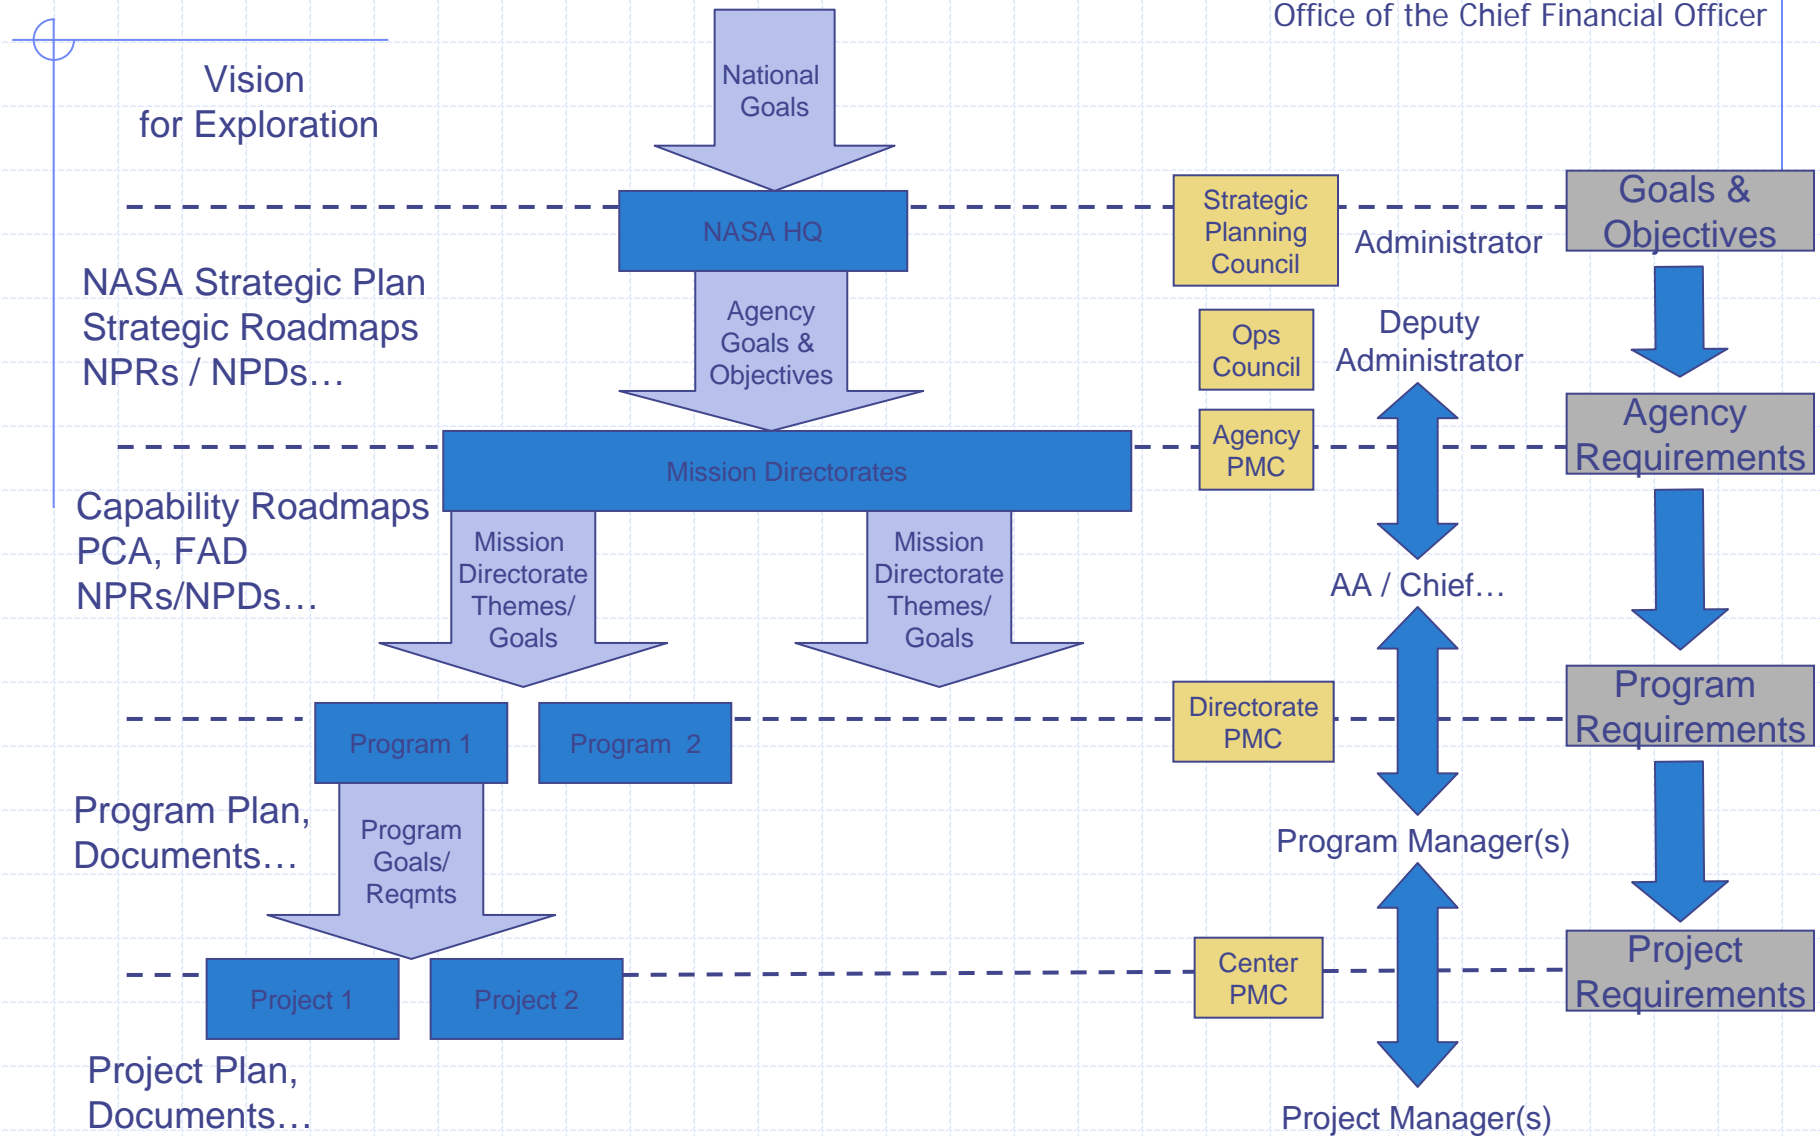 Office of the Chief Financial Officer
Vision
for Exploration
National
Goals
NASA HQ
Strategic
Planning
Council
Administrator
Goals &
Objectives
NASA Strategic Plan
Strategic Roadmaps
NPRs / NPDs…
Agency
Goals &
Objectives
Ops
Council
Deputy
Administrator
Mission Directorates
Agency
PMC
Agency
Requirements
Capability Roadmaps
PCA, FAD
NPRs/NPDs…
Mission
Directorate
Themes/
Goals
Mission
Directorate
Themes/
Goals
AA / Chief…
Program 1
Program  2
Directorate
PMC
Program
Requirements
Program Plan,
Documents…
Program
Goals/
Reqmts
Program Manager(s)
Project 1
Project 2
Center
PMC
Project
Requirements
Project Plan,
Documents…
Project Manager(s)